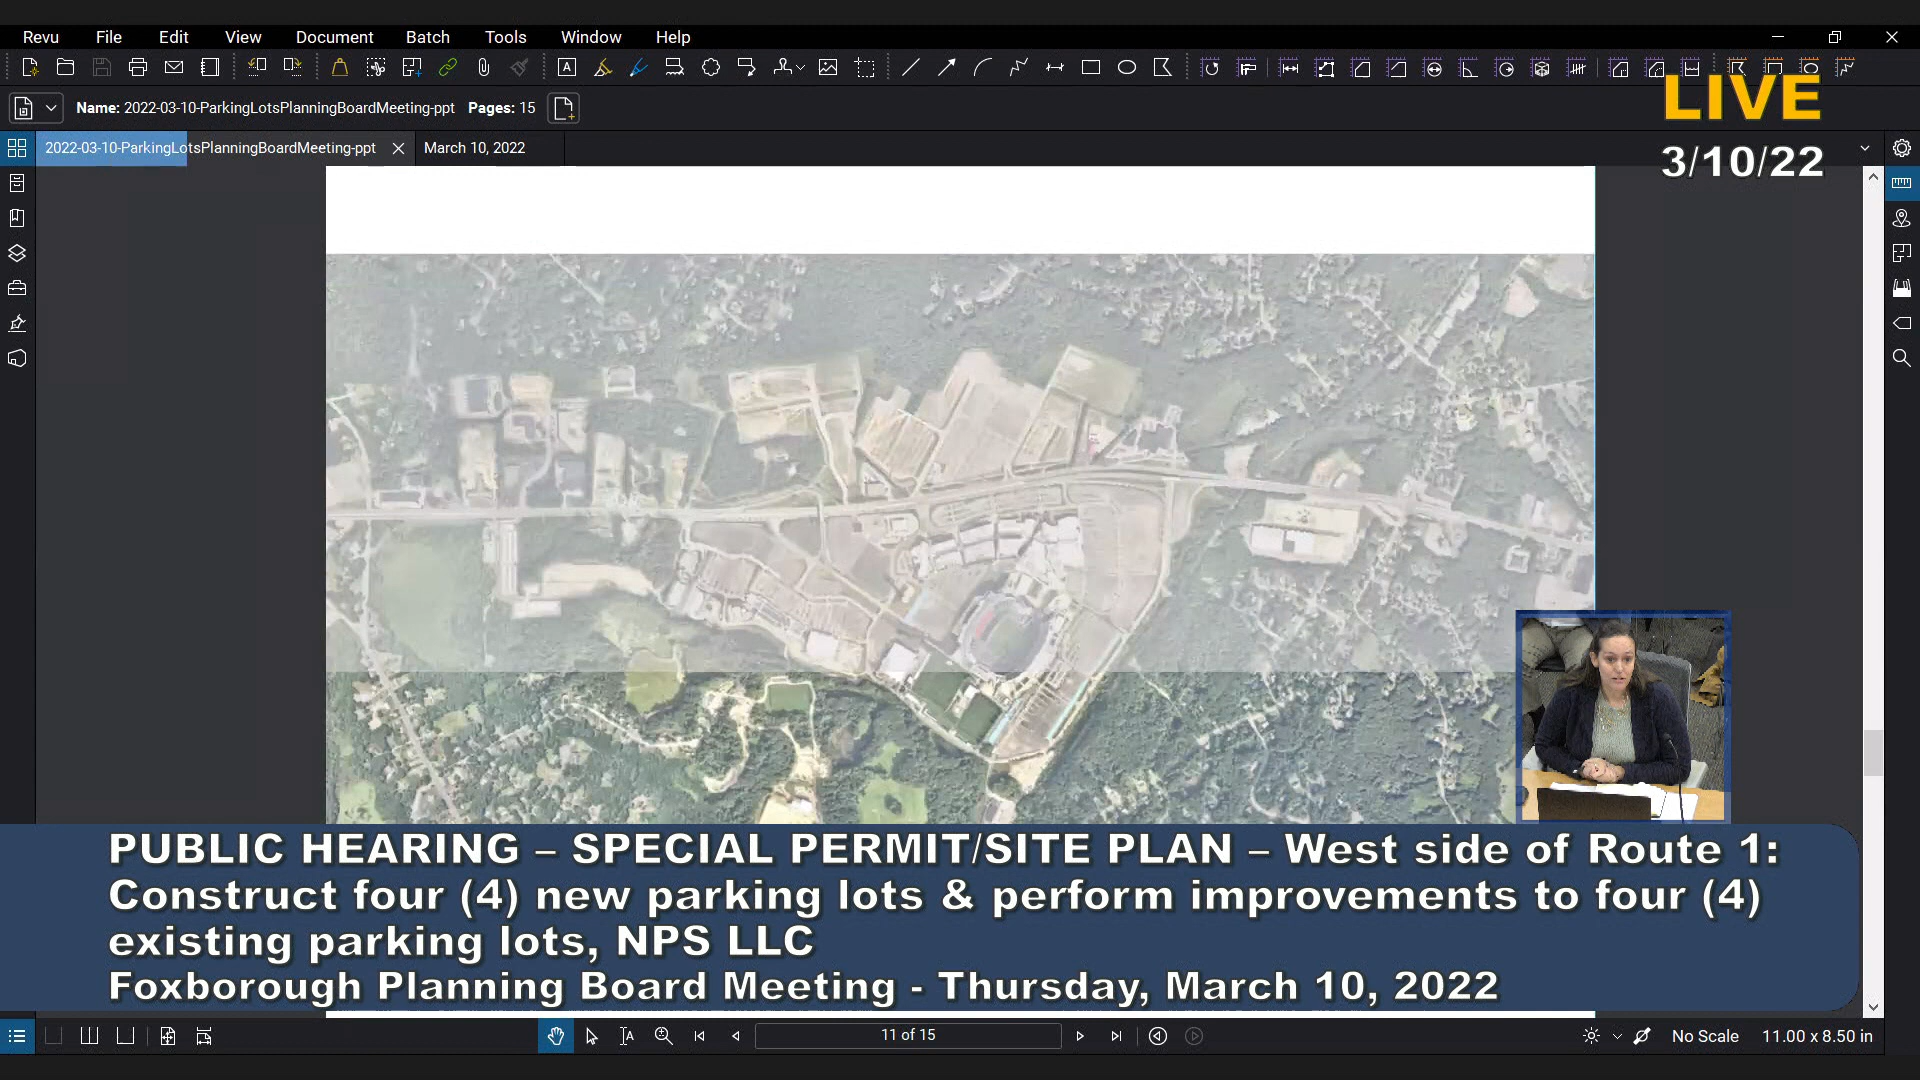 Revu File Edit View Document Batch Tools Window Help
Name: 2022-03-10-ParkingLotsPlanningBoardMeeting-ppt Pages: 15
LIVE
2022-03-10-ParkingLotsPlanningBoardMeeting-ppt March 10, 2022
3/10/22
PUBLIC HEARING – SPECIAL PERMIT/SITE PLAN – West side of Route 1:
Construct four (4) new parking lots & perform improvements to four (4)
existing parking lots, NPS LLC
Foxborough Planning Board Meeting - Thursday, March 10, 2022
11 of 15 No Scale 11.00 x 8.50 in